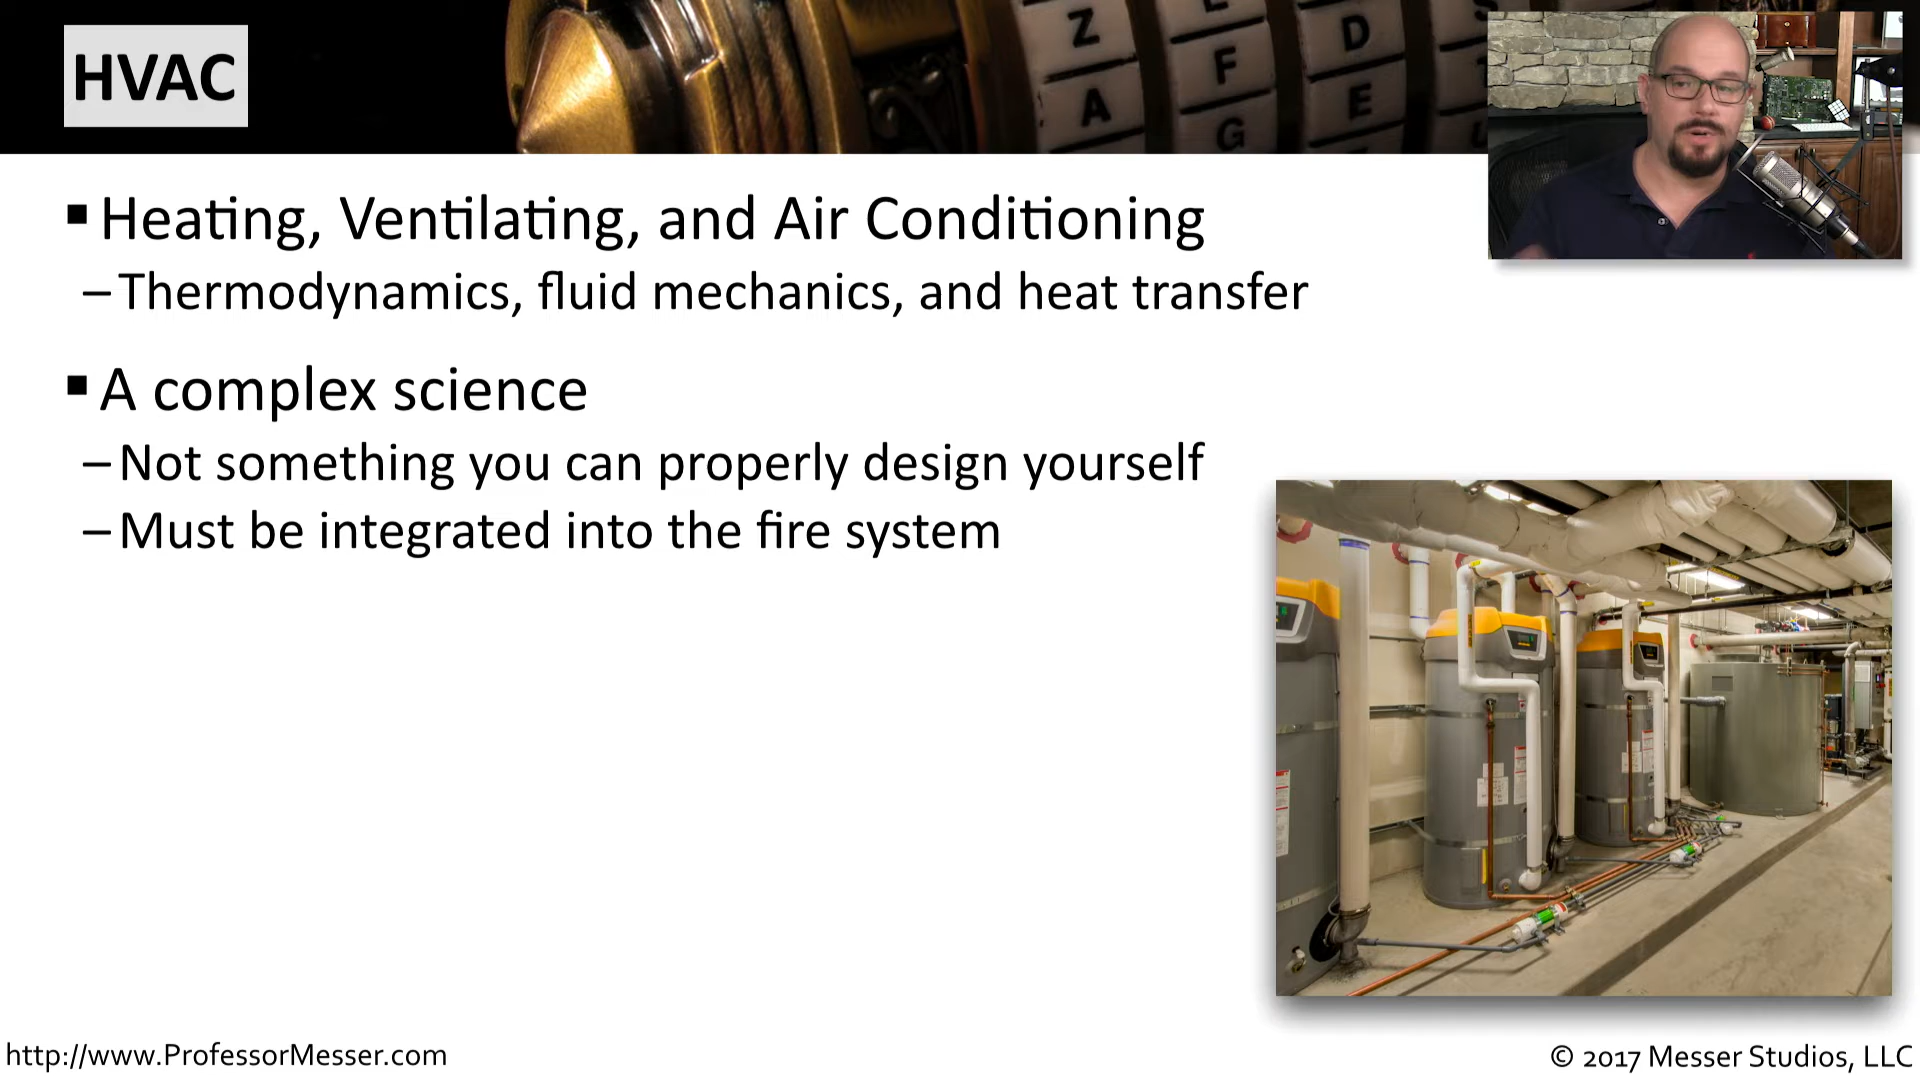 HVAC
Z
A
F
G
D
E
▪ Heating, Ventilating, and Air Conditioning
– Thermodynamics, fluid mechanics, and heat transfer
▪ A complex science
– Not something you can properly design yourself
– Must be integrated into the fire system
http://www.ProfessorMesser.com
© 2017 Messer Studios, LLC